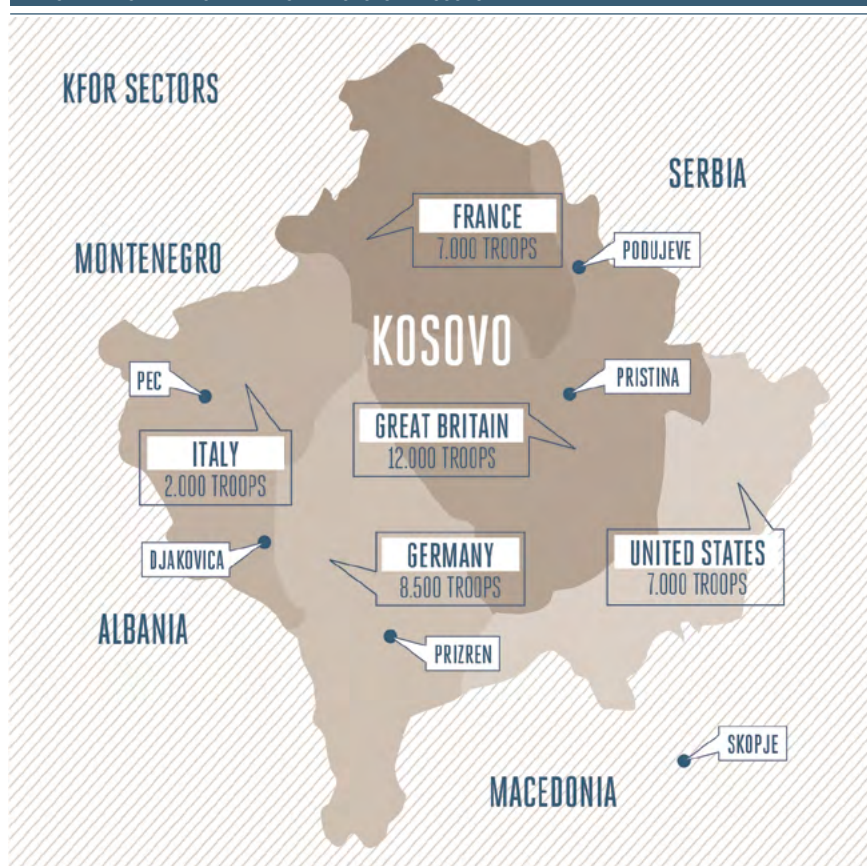 KFOR SECTORS
SERBIA
FRANCE
7.000 TROOPS
PODUJEVE
MONTENEGRO
KOSOVO
PEC
PRISTINA
GREAT BRITAIN
12.000 TROOPS
ITALY
2.000 TROOPS
DJAKOVICA
GERMANY
8.500 TROOPS
UNITED STATES
7.000 TROOPS
ALBANIA
PRIZREN
SKOPJE
MACEDONIA